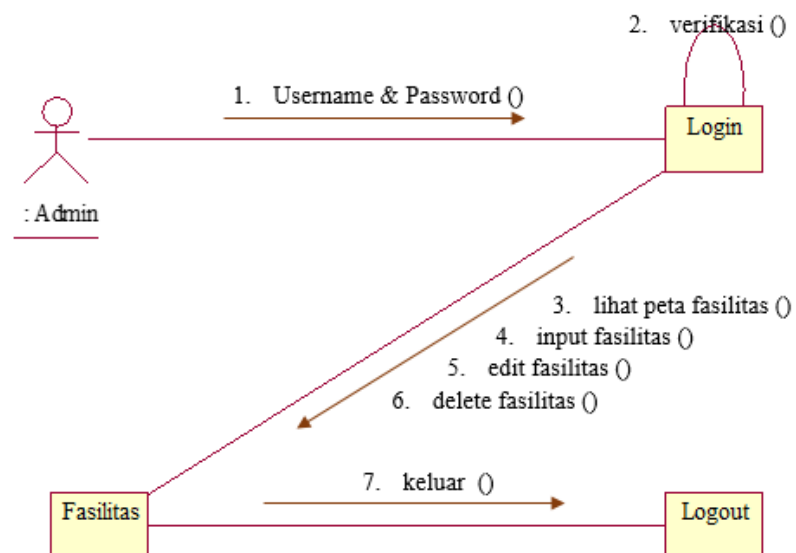 2. verifikasi ()
1. Username & Password ()
Login
: Admin
3. lihat peta fasilitas ()
4. input fasilitas ()
5. edit fasilitas ()
6. delete fasilitas ()
7. keluar ()
Fasilitas
Logout